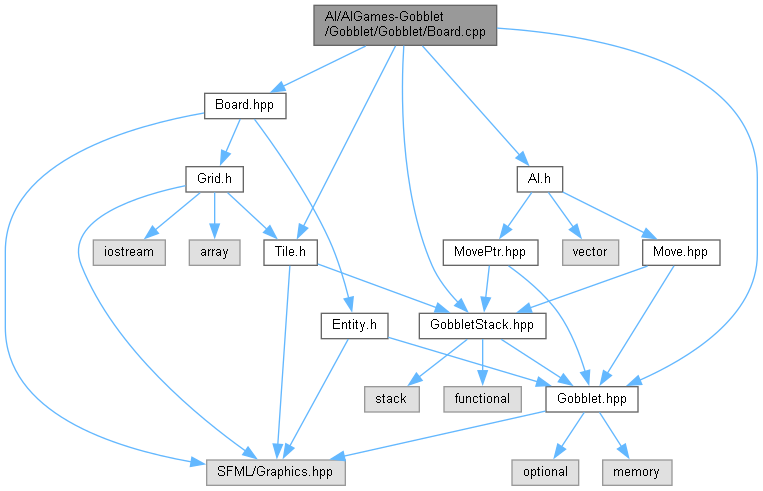 AI/AIGames-Gobblet
/Gobblet/Gobblet/Board.cpp
Board.hpp
Grid.h
AI.h
iostream
array
Tile.h
MovePtr.hpp
vector
Move.hpp
Entity.h
GobbletStack.hpp
stack
functional
Gobblet.hpp
SFML/Graphics.hpp
optional
memory